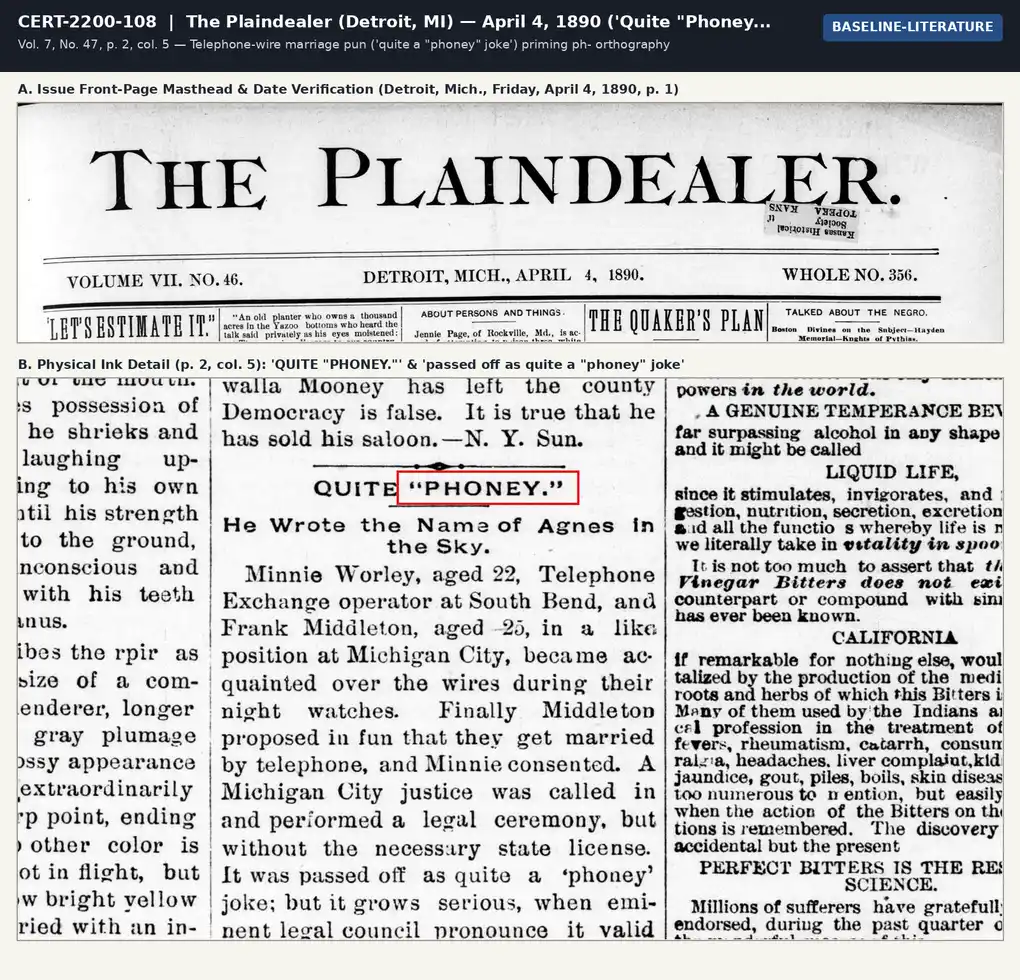 CERT-2200-108 | The Plaindealer (Detroit, MI) — April 4, 1890 ('Quite "Phoney...
BASELINE-LITERATURE
Vol. 7, No. 47, p. 2, col. 5 — Telephone-wire marriage pun ('quite a "phoney" joke') priming ph- orthography
A. Issue Front-Page Masthead & Date Verification (Detroit, Mich., Friday, April 4, 1890, p. 1)
THE PLAINDEALER.
Kansas Historical
Society
TOPEKA KANS
VOLUME VII. NO. 46.
DETROIT, MICH., APRIL 4, 1890.
WHOLE NO. 356.
'LET'S ESTIMATE IT."
"An old planter who owns a thousand
acres in the Yazoo bottoms who heard the
talk said privately as his eyes moistened:
ABOUT PERSONS AND THINGS.
Jennie Page, of Rockville, Md., is ac-
THE QUAKER'S PLAN
TALKED ABOUT THE NEGRO.
Boston Divines on the Subject—Hayden
Memorial—Knghts of Pythias.
B. Physical Ink Detail (p. 2, col. 5): 'QUITE "PHONEY."' & 'passed off as quite a "phoney" joke'
of the mouth.
s possession of
he shrieks and
laughing up-
ing to his own
til his strength
to the ground,
nconscious and
with his teeth
anus.
ibes the rpir as
size of a com-
enderer, longer
gray plumage
ossy appearance
extraordinarily
rp point, ending
other color is
ot in flight, but
w bright yellow
ried with an in-
walla Mooney has left the county
Democracy is false. It is true that he
has sold his saloon.—N. Y. Sun.
QUITE “PHONEY.”
He Wrote the Name of Agnes in
the Sky.
Minnie Worley, aged 22, Telephone
Exchange operator at South Bend, and
Frank Middleton, aged 25, in a like
position at Michigan City, became ac-
quainted over the wires during their
night watches. Finally Middleton
proposed in fun that they get married
by telephone, and Minnie consented. A
Michigan City justice was called in
and performed a legal ceremony, but
without the necessary state license.
It was passed off as quite a ‘phoney’
joke; but it grows serious, when emi-
nent legal council pronounce it valid
powers in the world.
A GENUINE TEMPERANCE BEV
far surpassing alcohol in any shape
and it might be called
LIQUID LIFE,
since it stimulates, invigorates, and
gestion, nutrition, secretion, excretion
and all the functio s whereby life is
we literally take in vitality in spoo
It is not too much to assert that
Vinegar Bitters does not exi
counterpart or compound with sim
has ever been known.
CALIFORNIA
If remarkable for nothing else, woul
talized by the production of the medi
roots and herbs of which this Bitters i
Many of them used by the Indians a
cal profession in the treatment of
fevers, rheumatism, catarrh, consum
ralgia, headaches, liver complaint, kid
jaundice, gout, piles, boils, skin diseas
too numerous to mention, but easily
when the action of the Bitters on th
tions is remembered. The discovery
accidental but the present
PERFECT BITTERS IS THE RES
SCIENCE.
Millions of sufferers have gratefull
endorsed, during the past quarter o